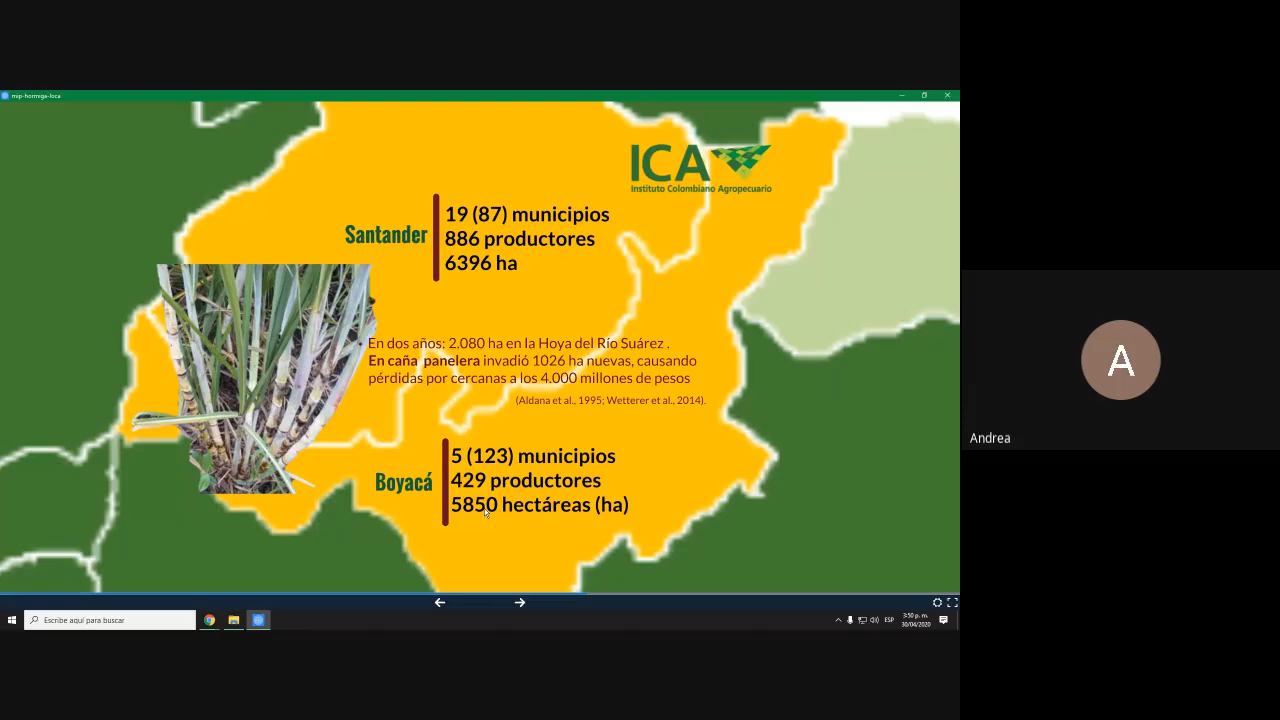 mip-hormiga-loca
ICA
Instituto Colombiano Agropecuario
Santander
19 (87) municipios
886 productores
6396 ha
En dos años: 2.080 ha en la Hoya del Río Suárez .
En caña panelera invadió 1026 ha nuevas, causando
pérdidas por cercanas a los 4.000 millones de pesos
(Aldana et al., 1995; Wetterer et al., 2014).
Boyacá
5 (123) municipios
429 productores
5850 hectáreas (ha)
A
Andrea
Escribe aquí para buscar
ESP
3:50 p. m.
30/04/2020